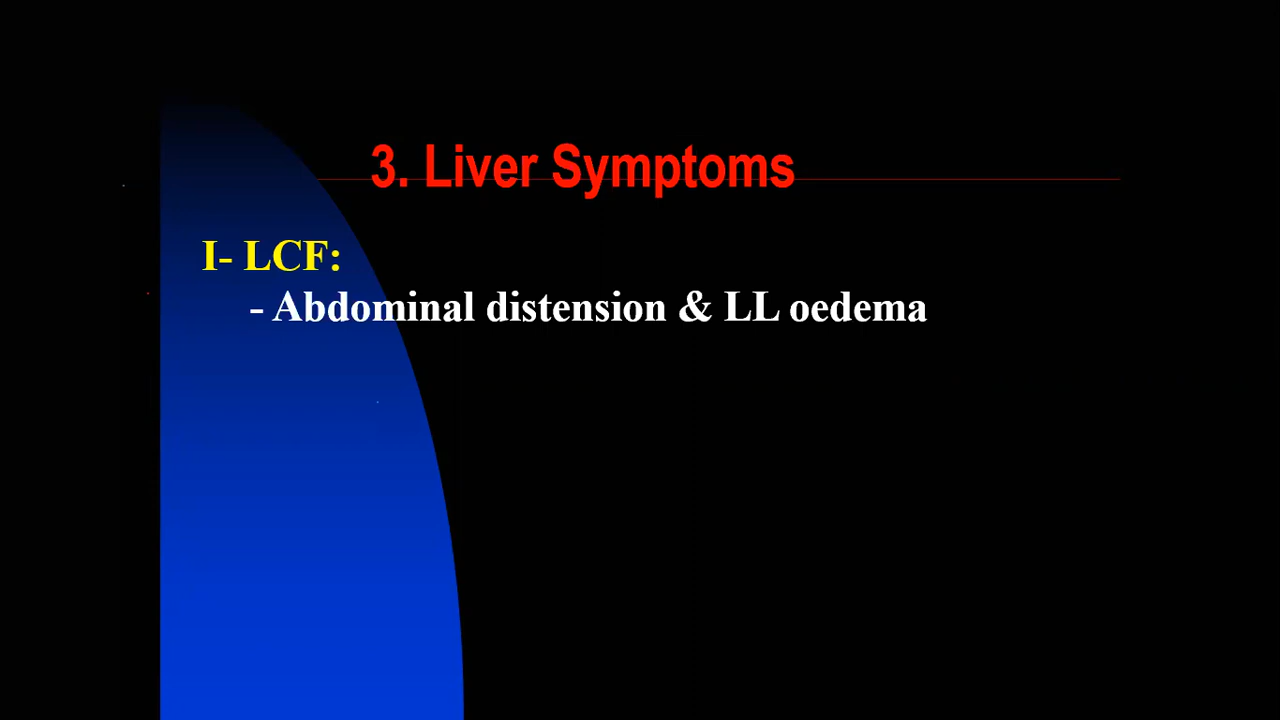 3. Liver Symptoms
I- LCF:
- Abdominal distension & LL oedema